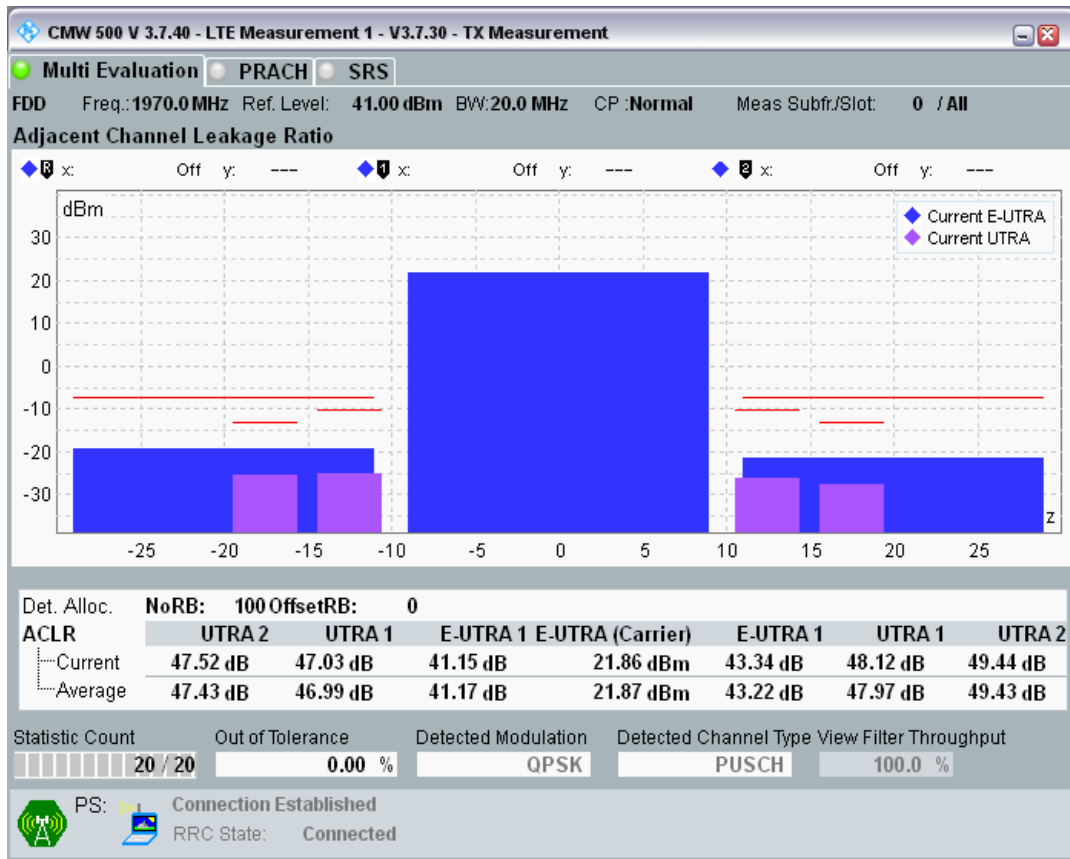 CMW 500 V 3.7.40 - LTE Measurement 1 - V3.7.30 - TX Measurement
Multi Evaluation PRACH SRS
FDD Freq.: 1970.0 MHz Ref. Level: 41.00 dBm BW: 20.0 MHz CP : Normal Meas Subfr./Slot: 0 / All
Adjacent Channel Leakage Ratio
R x: Off y: --- 1 x: Off y: --- 2 x: Off y: ---
dBm
Current E-UTRA
Current UTRA
30
20
10
0
-10
-20
-30
z
-25 -20 -15 -10 -5 0 5 10 15 20 25
Det. Alloc. NoRB: 100 OffsetRB: 0
ACLR UTRA 2 UTRA 1 E-UTRA 1 E-UTRA (Carrier) E-UTRA 1 UTRA 1 UTRA 2
Current 47.52 dB 47.03 dB 41.15 dB 21.86 dBm 43.34 dB 48.12 dB 49.44 dB
Average 47.43 dB 46.99 dB 41.17 dB 21.87 dBm 43.22 dB 47.97 dB 49.43 dB
Statistic Count Out of Tolerance Detected Modulation Detected Channel Type View Filter Throughput
20 / 20 0.00 % QPSK PUSCH 100.0 %
PS: Connection Established
RRC State: Connected